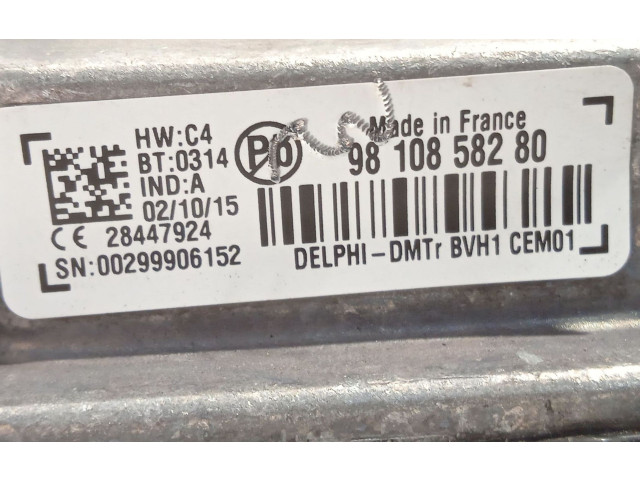 HW:C4
BT:0314
IND:A
02/10/15
CE 28447924
SN:00299906152
Made in France
98 108 582 80
DELPHI-DMTr BVH1 CEM01